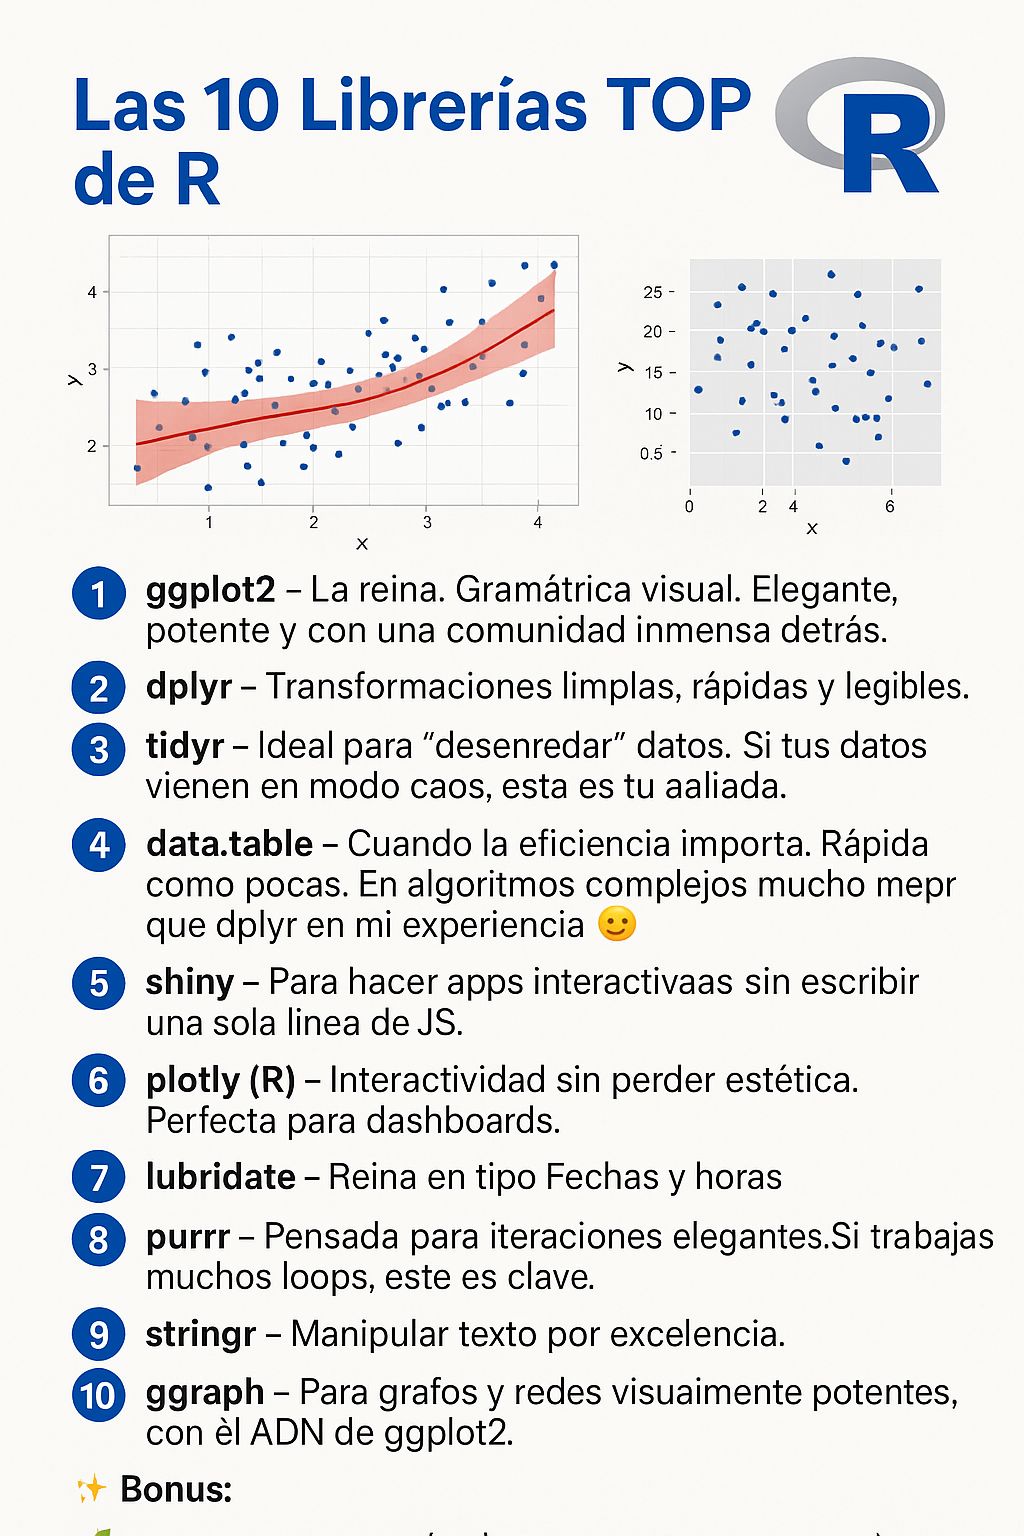 Las 10 Librerías TOP
de R
R
4
3
2
y
1 2 3 4
x
25
20
15
10
0.5
y
0 2 4 6
x
1 ggplot2 – La reina. Gramátrica visual. Elegante,
potente y con una comunidad inmensa detrás.
2 dplyr – Transformaciones limplas, rápidas y legibles.
3 tidyr – Ideal para “desenredar” datos. Si tus datos
vienen en modo caos, esta es tu aaliada.
4 data.table – Cuando la eficiencia importa. Rápida
como pocas. En algoritmos complejos mucho mepr
que dplyr en mi experiencia 🙂
5 shiny – Para hacer apps interactivaas sin escribir
una sola linea de JS.
6 plotly (R) – Interactividad sin perder estética.
Perfecta para dashboards.
7 lubridate – Reina en tipo Fechas y horas
8 purrr – Pensada para iteraciones elegantes.Si trabajas
muchos loops, este es clave.
9 stringr – Manipular texto por excelencia.
10 ggraph – Para grafos y redes visuaimente potentes,
con èl ADN de ggplot2.
✨ Bonus: